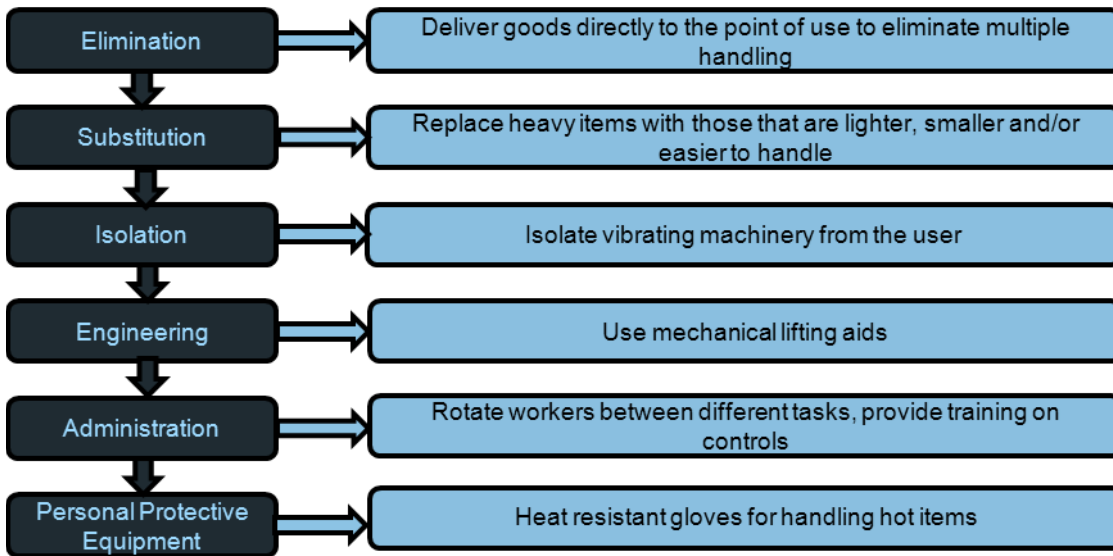 Elimination
Deliver goods directly to the point of use to eliminate multiple
handling
Substitution
Replace heavy items with those that are lighter, smaller and/or
easier to handle
Isolation
Isolate vibrating machinery from the user
Engineering
Use mechanical lifting aids
Administration
Rotate workers between different tasks, provide training on
controls
Personal Protective
Equipment
Heat resistant gloves for handling hot items